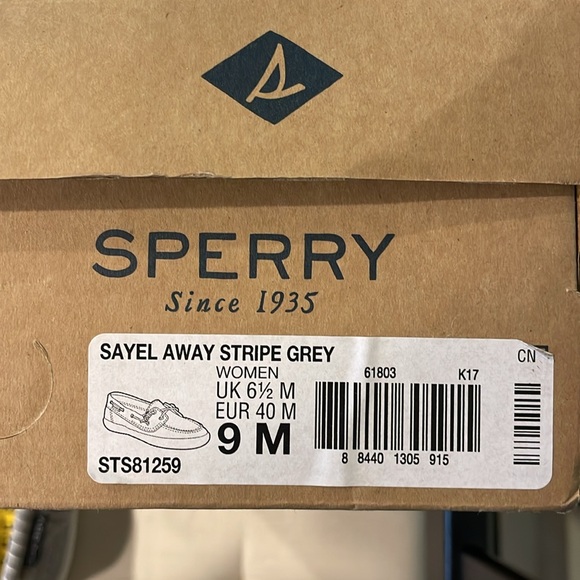 SPERRY
Since 1935
SAYEL AWAY STRIPE GREY
CN
WOMEN
61803 K17
UK 6½ M
EUR 40 M
9 M
8 8440 1305 915
STS81259